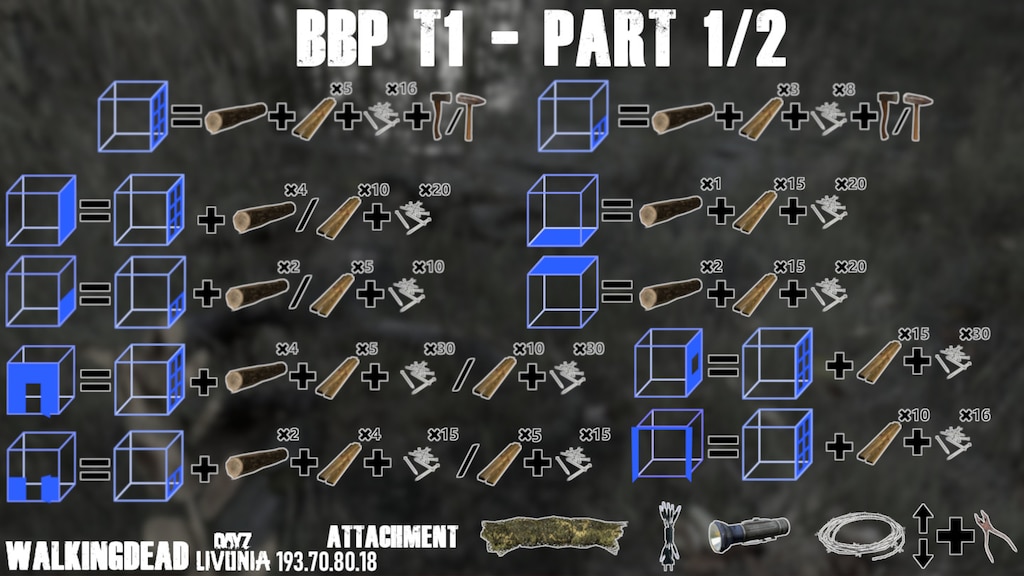 BBP T1 - PART 1/2
= + ×5 + ×16 +
= + ×3 + ×8 +
= + ×4 / ×10 + ×20
= ×1 + ×15 + ×20
= + ×2 / ×5 + ×10
= ×2 + ×15 + ×20
= + ×4 + ×5 + ×30 / ×10 + ×30
= + ×15 + ×30
= + ×2 + ×4 + ×15 / ×5 + ×15
= + ×10 + ×16
ATTACHMENT
+
WALKINGDEAD DAYZ LIVONIA 193.70.80.18